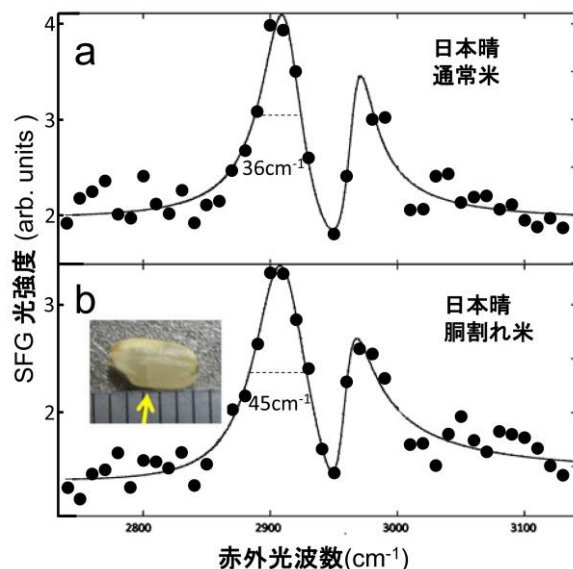 a
日本晴
通常米
4
3
2
36cm⁻¹
b
日本晴
胴割れ米
3
2
45cm⁻¹
SFG 光強度 (arb. units)
2800
2900
3000
3100
赤外光波数(cm⁻¹)